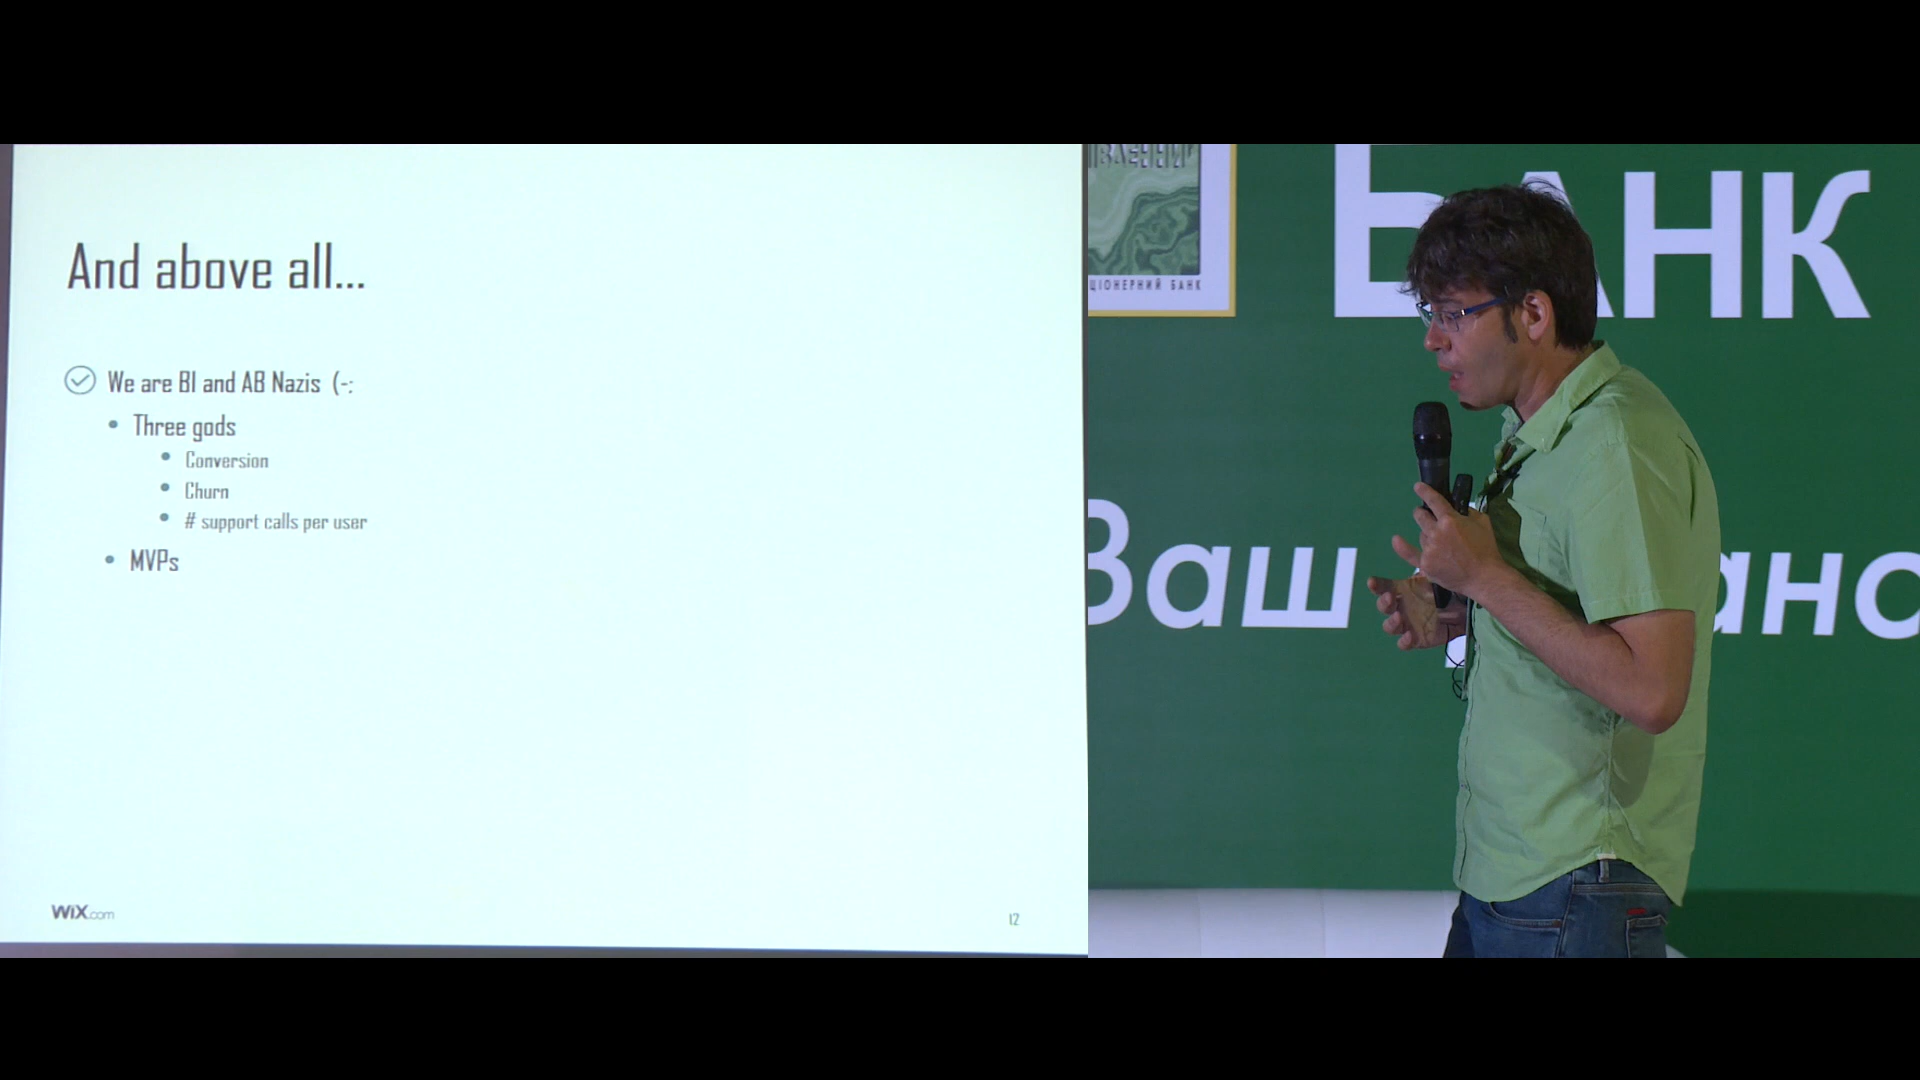 And above all...
We are BI and AB Nazis (-:
Three gods
Conversion
Churn
# support calls per user
MVPs
WiX.com
12
ЦІОНЕРНИЙ БАНК
БАНК
Ваш